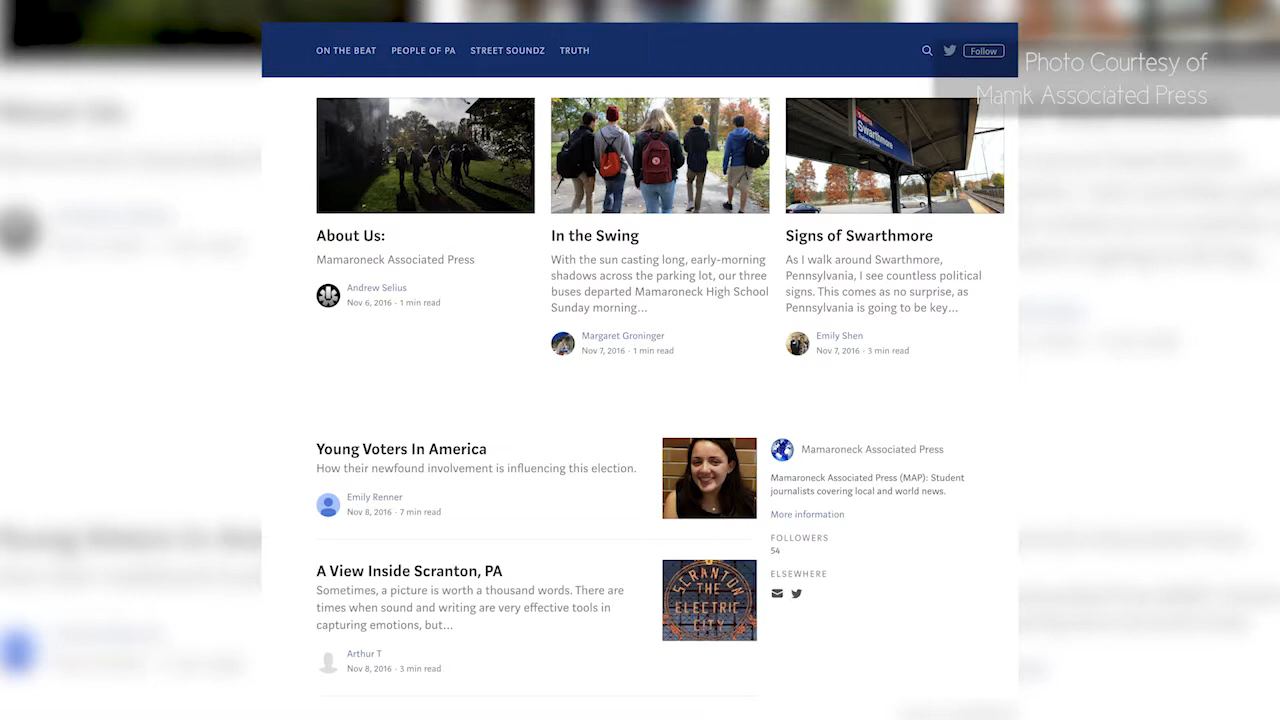 ON THE BEAT PEOPLE OF PA STREET SOUNDZ TRUTH
Follow
Photo Courtesy of
Mamk Associated Press
Swarthmore
About Us:
Mamaroneck Associated Press
Andrew Selius
Nov 6, 2016 · 1 min read
In the Swing
With the sun casting long, early-morning
shadows across the parking lot, our three
buses departed Mamaroneck High School
Sunday morning…
Margaret Groninger
Nov 7, 2016 · 1 min read
Signs of Swarthmore
As I walk around Swarthmore,
Pennsylvania, I see countless political
signs. This comes as no surprise, as
Pennsylvania is going to be key…
Emily Shen
Nov 7, 2016 · 3 min read
Young Voters In America
How their newfound involvement is influencing this election.
Emily Renner
Nov 8, 2016 · 7 min read
A View Inside Scranton, PA
Sometimes, a picture is worth a thousand words. There are
times when sound and writing are very effective tools in
capturing emotions, but…
Arthur T
Nov 8, 2016 · 3 min read
SCRANTON
THE
ELECTRIC
CITY
Mamaroneck Associated Press
Mamaroneck Associated Press (MAP): Student
journalists covering local and world news.
More information
FOLLOWERS
54
ELSEWHERE